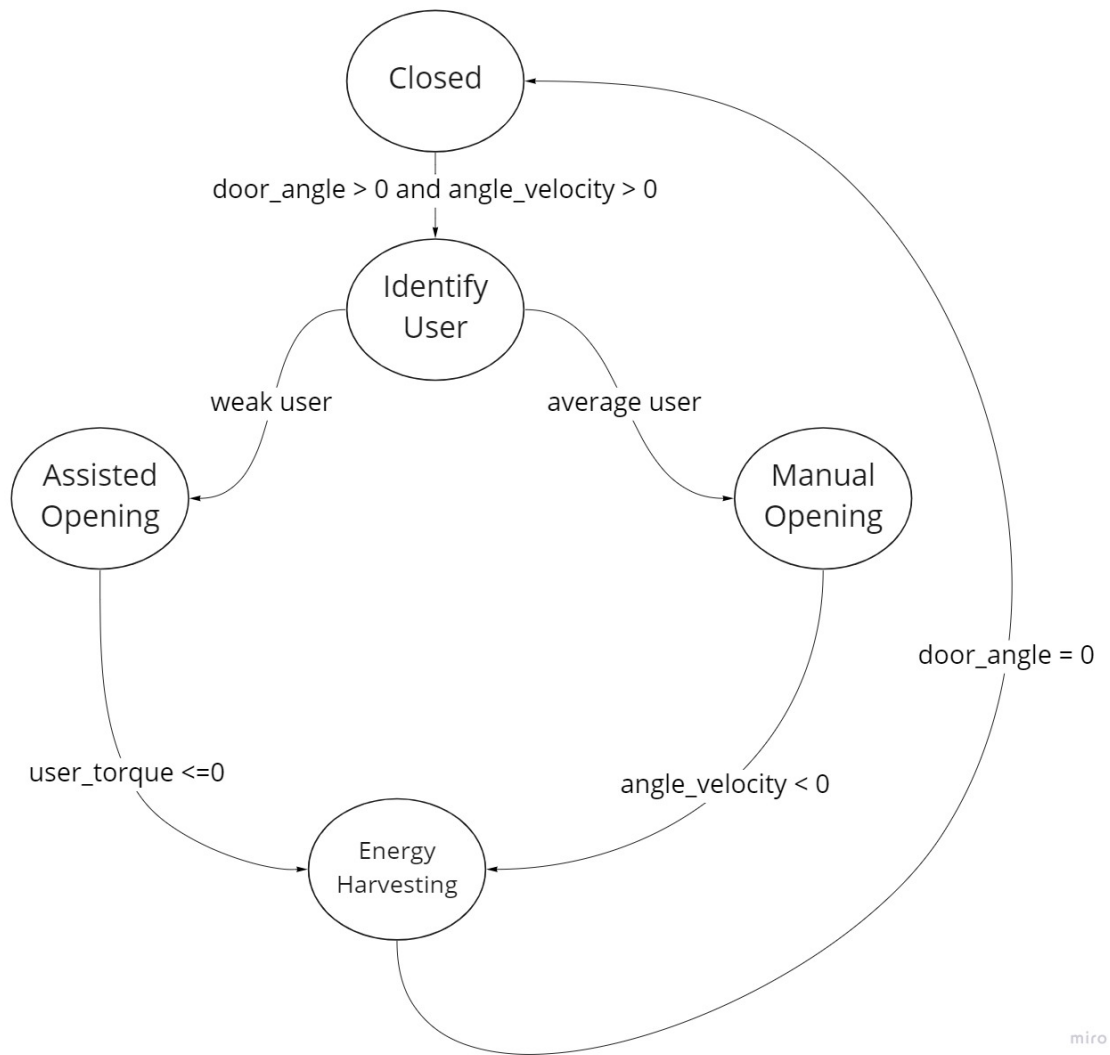 Closed
door_angle > 0 and angle_velocity > 0
Identify
User
weak user
average user
Assisted
Opening
Manual
Opening
door_angle = 0
user_torque <=0
angle_velocity < 0
Energy
Harvesting
miro